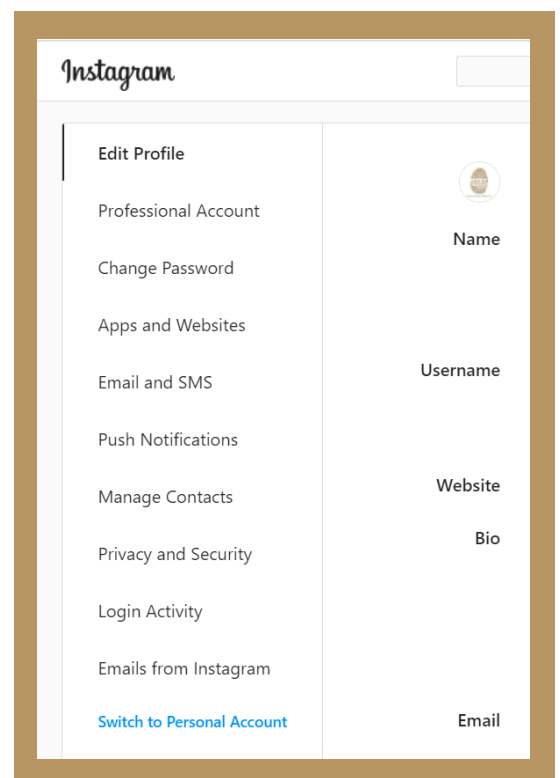 Instagram
Edit Profile
Professional Account
Change Password
Apps and Websites
Email and SMS
Push Notifications
Manage Contacts
Privacy and Security
Login Activity
Emails from Instagram
Switch to Personal Account
Name
Username
Website
Bio
Email